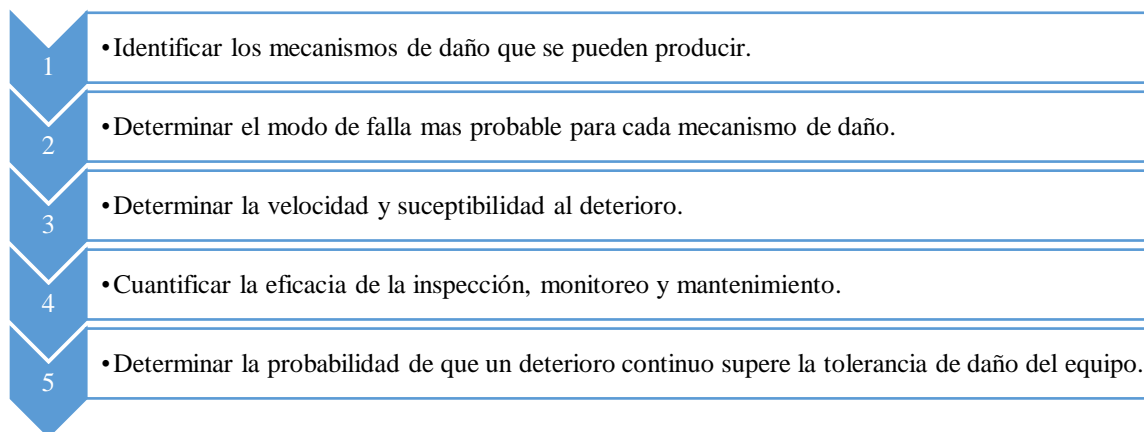 1
•Identificar los mecanismos de daño que se pueden producir.
2
•Determinar el modo de falla mas probable para cada mecanismo de daño.
3
•Determinar la velocidad y suceptibilidad al deterioro.
4
•Cuantificar la eficacia de la inspección, monitoreo y mantenimiento.
5
•Determinar la probabilidad de que un deterioro continuo supere la tolerancia de daño del equipo.